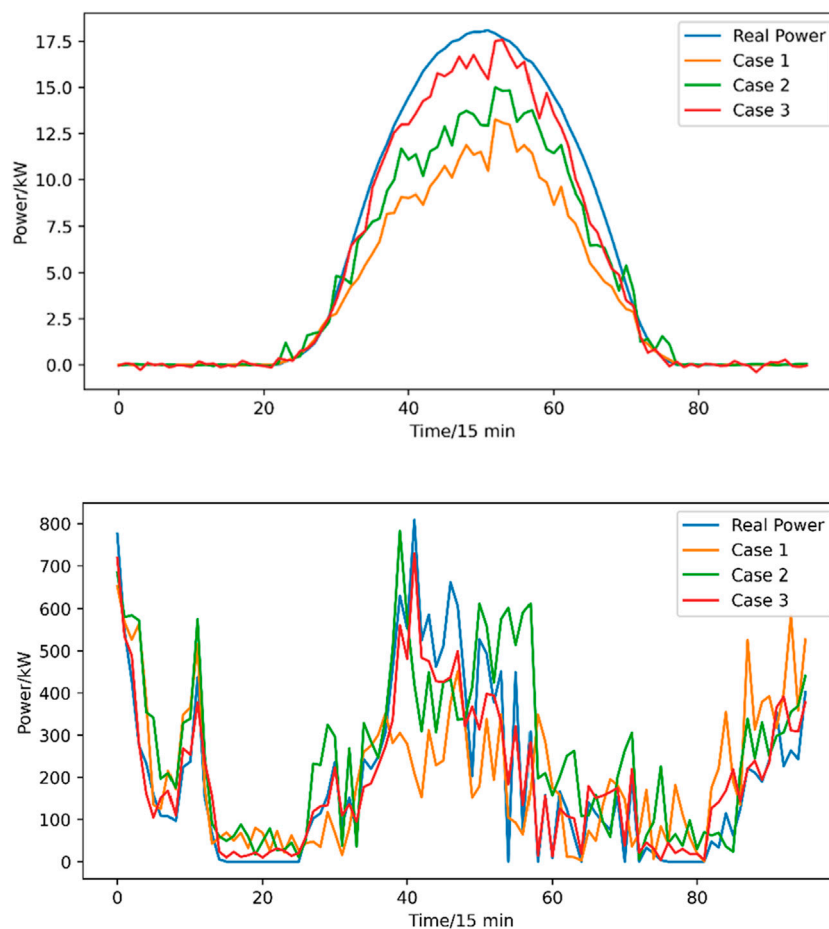 17.5
15.0
12.5
10.0
7.5
5.0
2.5
0.0
Power/kW
0
20
40
60
80
Time/15 min
Real Power
Case 1
Case 2
Case 3
800
700
600
500
400
300
200
100
0
Power/kW
0
20
40
60
80
Time/15 min
Real Power
Case 1
Case 2
Case 3